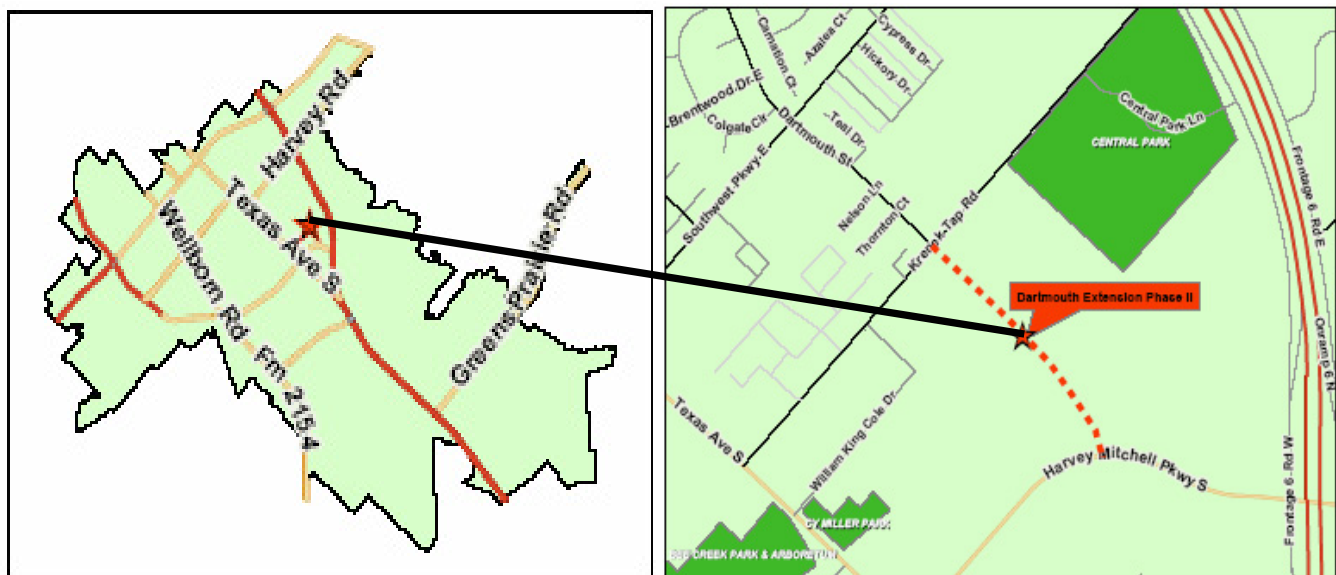 Harvey Rd
Texas Ave S
Wellborn Rd
Fm 2154
Greens Prairie Rd
Carnation Ct
Azalea Ct
Cypress Dr
Hickory Dr
Brentwood Dr E
Colgate Cir
Dartmouth St
Teal Dr
Southwest Pkwy E
Nelson Ln
Thornton Ct
Krenek Tap Rd
Central Park Ln
CENTRAL PARK
Frontage 6 Rd E
Dartmouth Extension Phase II
Onramp 6 N
Texas Ave S
William King Cole Dr
Harvey Mitchell Pkwy S
Frontage 6 Rd W
CY MILLER PARK
CREEK PARK & ARBORETUM